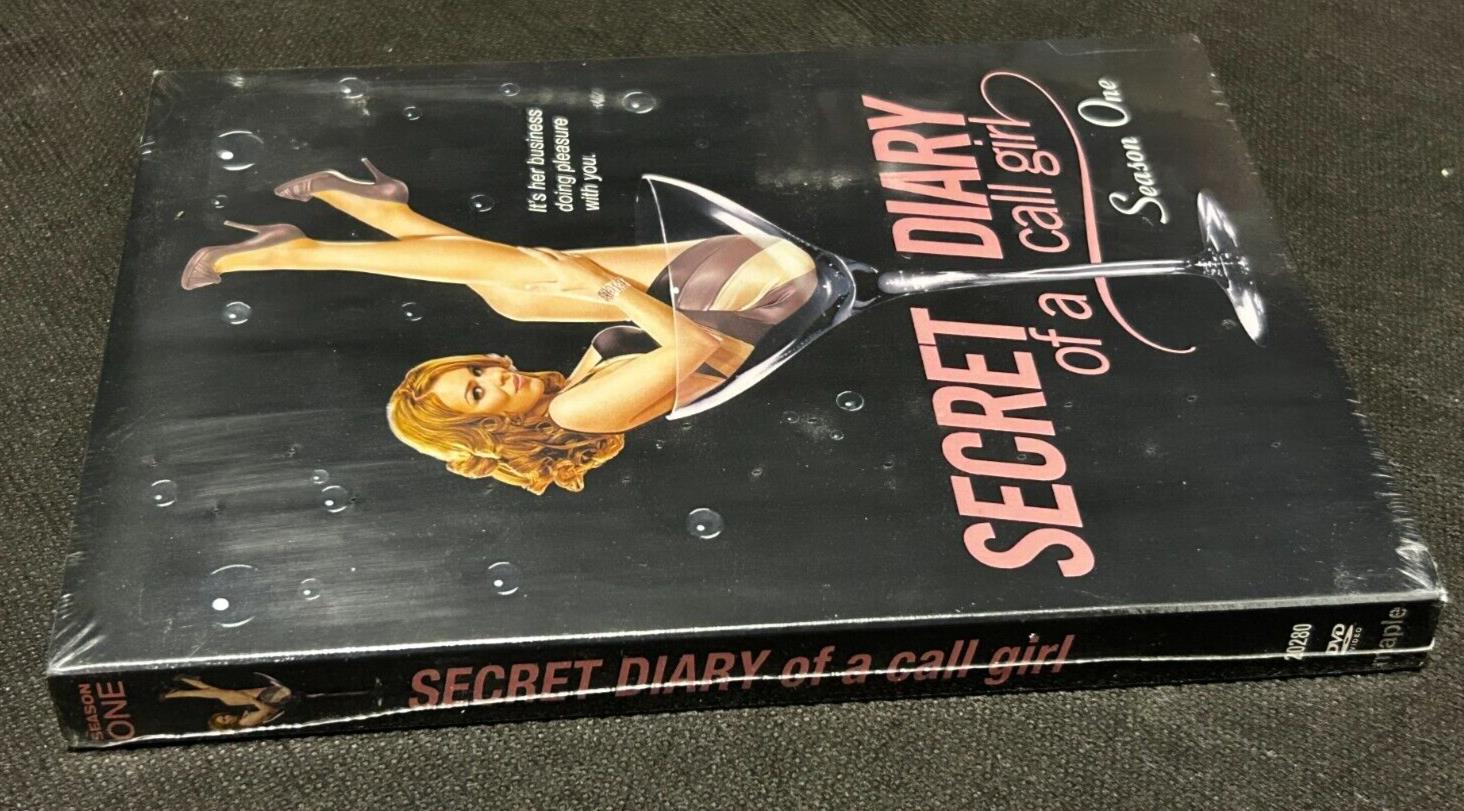 It's her business
doing pleasure
with you.
SECRET DIARY
of a call girl
Season One
SEASON
ONE
SECRET DIARY of a call girl
20280
DVD
VIDEO
maple